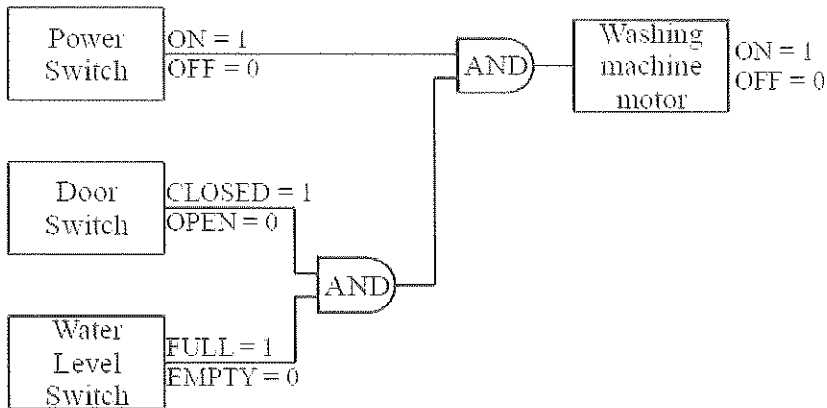 Power
Switch
ON = 1
OFF = 0
AND
Washing
machine
motor
ON = 1
OFF = 0
Door
Switch
CLOSED = 1
OPEN = 0
AND
Water
Level
Switch
FULL = 1
EMPTY = 0